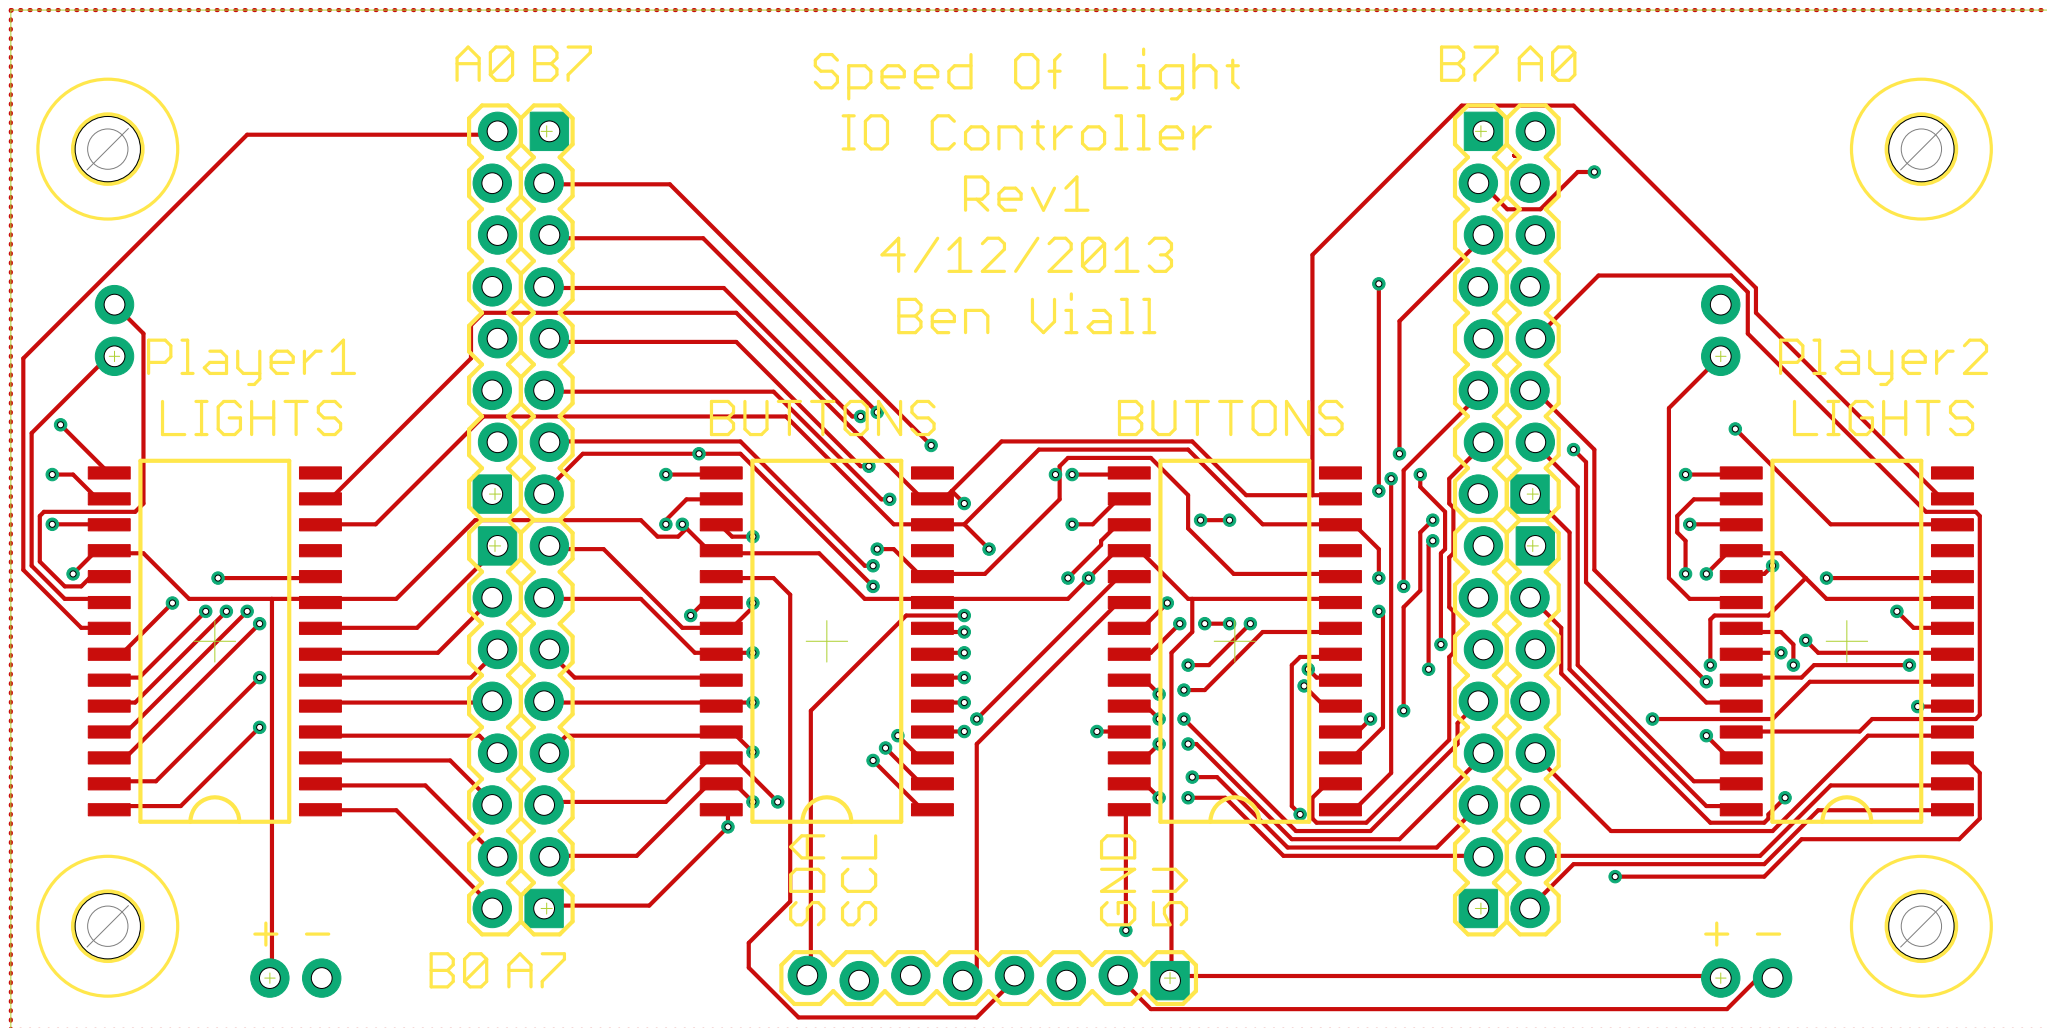 A0 B7
Speed Of Light
B7 A0
IO Controller
Rev1
4/12/2013
Ben Viall
Player1
LIGHTS
BUTTONS
BUTTONS
Player2
LIGHTS
SDA
SCL
GND
5V
+ -
+ -
B0 A7